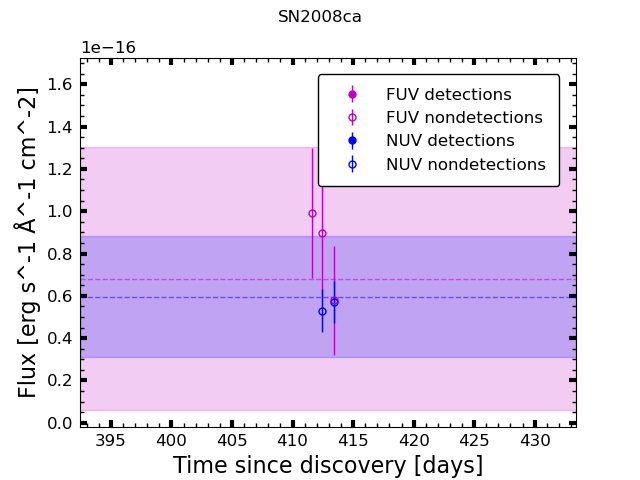 SN2008ca
1e−16
FUV detections
FUV nondetections
NUV detections
NUV nondetections
1.6
1.4
1.2
1.0
0.8
0.6
0.4
0.2
0.0
Flux [erg s^-1 Å^-1 cm^-2]
395 400 405 410 415 420 425 430
Time since discovery [days]